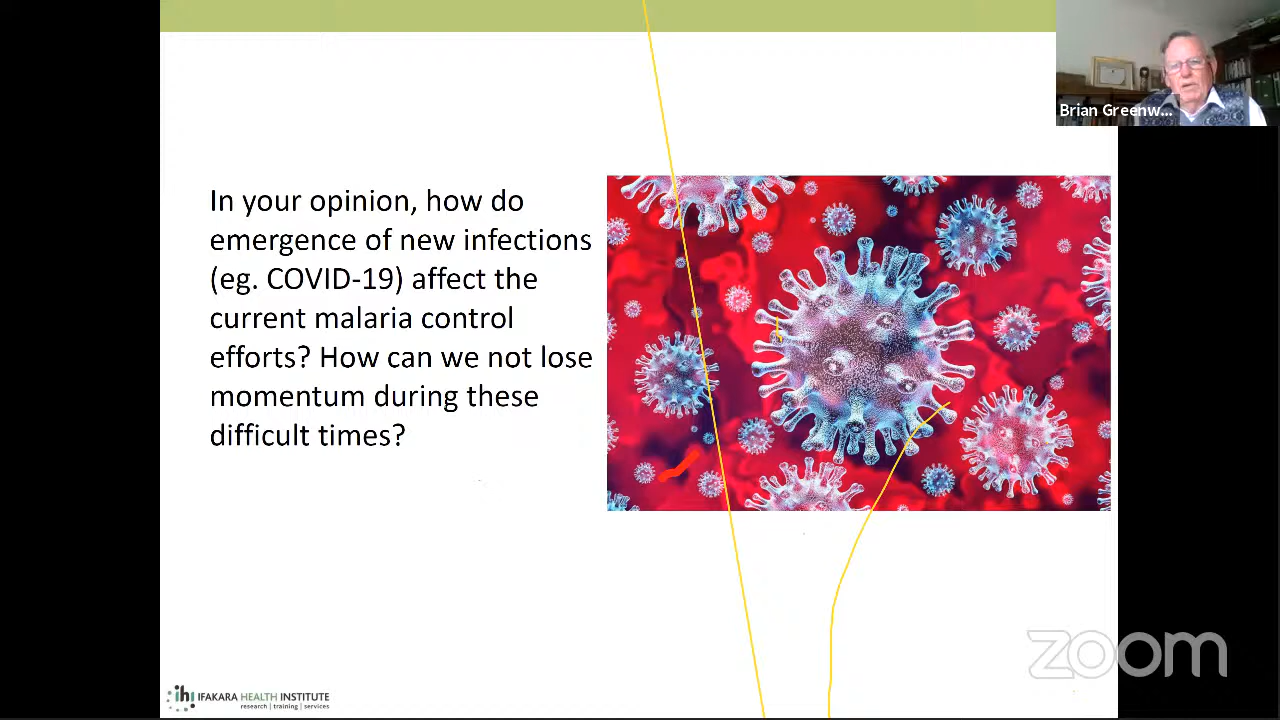 Brian Greenw...
In your opinion, how do
emergence of new infections
(eg. COVID-19) affect the
current malaria control
efforts? How can we not lose
momentum during these
difficult times?
zoom
ihi IFAKARA HEALTH INSTITUTE
research | training | services